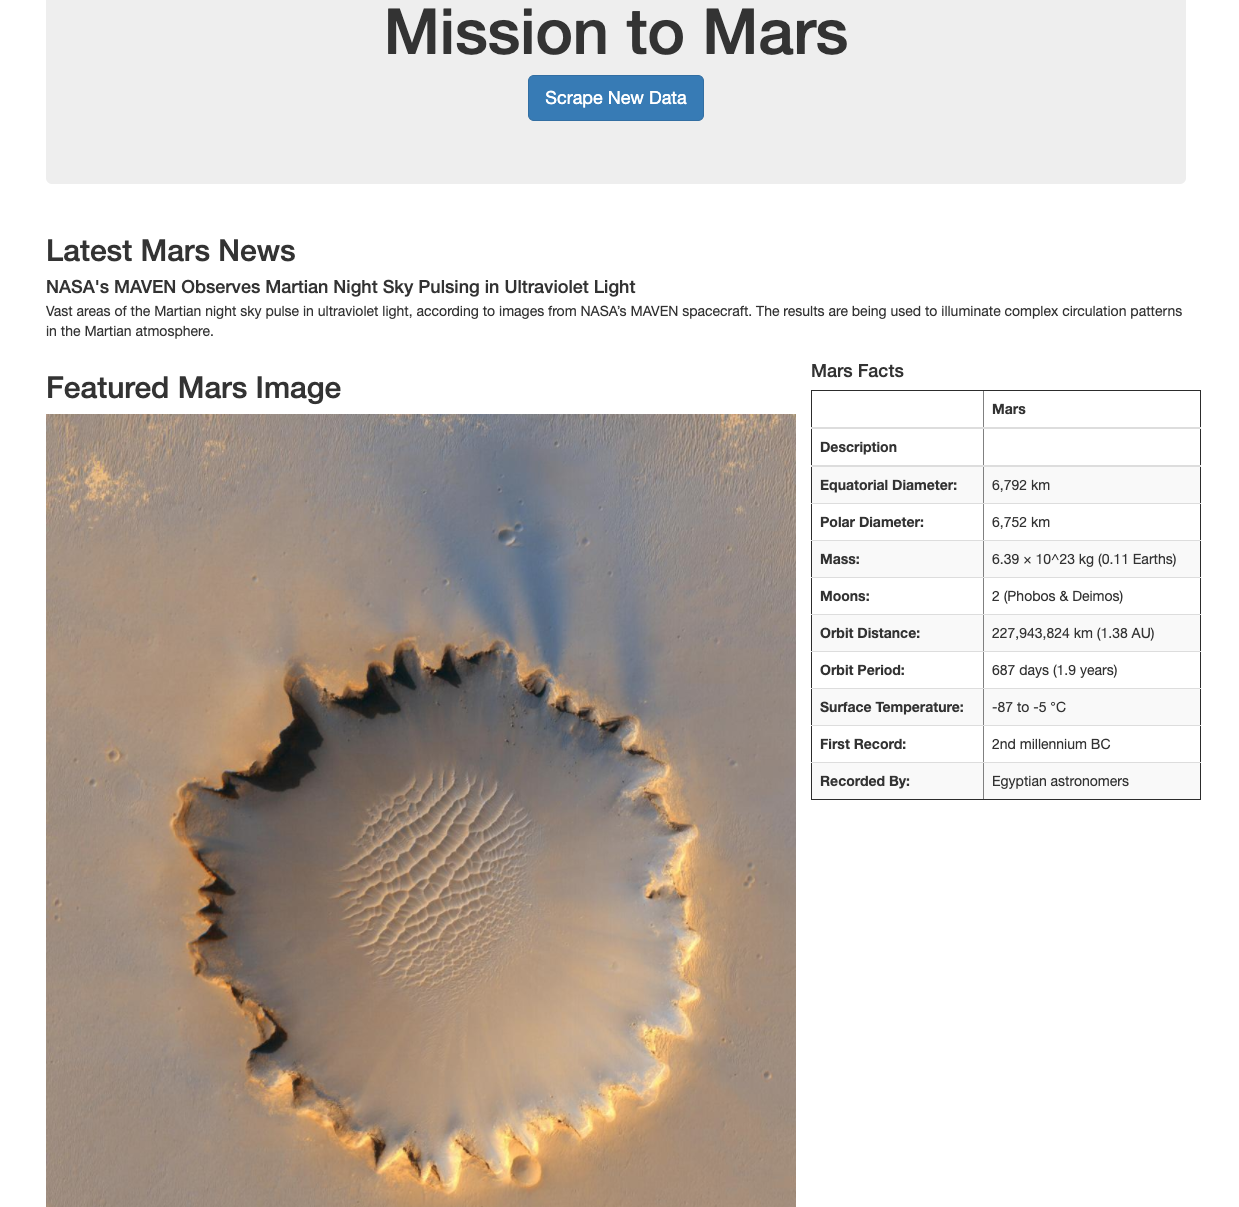 Mission to Mars
Scrape New Data
Latest Mars News
NASA's MAVEN Observes Martian Night Sky Pulsing in Ultraviolet Light
Vast areas of the Martian night sky pulse in ultraviolet light, according to images from NASA’s MAVEN spacecraft. The results are being used to illuminate complex circulation patterns
in the Martian atmosphere.
Featured Mars Image
Mars Facts
Mars
Description
Equatorial Diameter: 6,792 km
Polar Diameter: 6,752 km
Mass: 6.39 × 10^23 kg (0.11 Earths)
Moons: 2 (Phobos & Deimos)
Orbit Distance: 227,943,824 km (1.38 AU)
Orbit Period: 687 days (1.9 years)
Surface Temperature: -87 to -5 °C
First Record: 2nd millennium BC
Recorded By: Egyptian astronomers